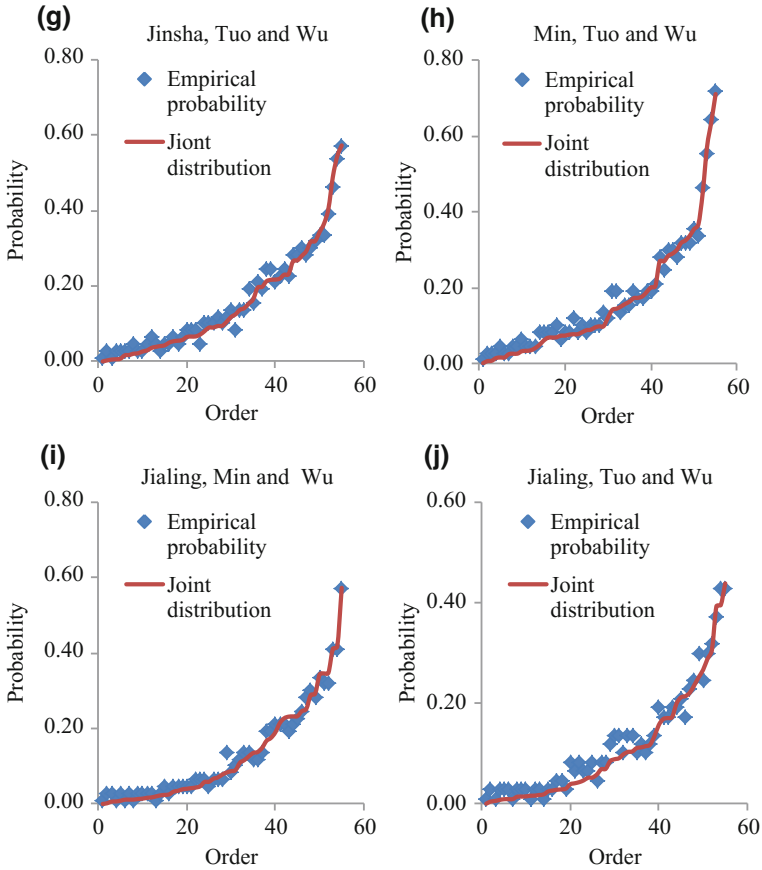 (g)
Jinsha, Tuo and Wu
0.80
0.60
0.40
0.20
0.00
Probability
Empirical
probability
Jiont
distribution
0
20
40
60
Order
(h)
Min, Tuo and Wu
0.80
0.60
0.40
0.20
0.00
Probability
Empirical
probability
Joint
distribution
0
20
40
60
Order
(i)
Jialing, Min and Wu
0.80
0.60
0.40
0.20
0.00
Probability
Empirical
probability
Joint
distribution
0
20
40
60
Order
(j)
Jialing, Tuo and Wu
0.60
0.40
0.20
0.00
Probability
Empirical
probability
Joint
distribution
0
20
40
60
Order